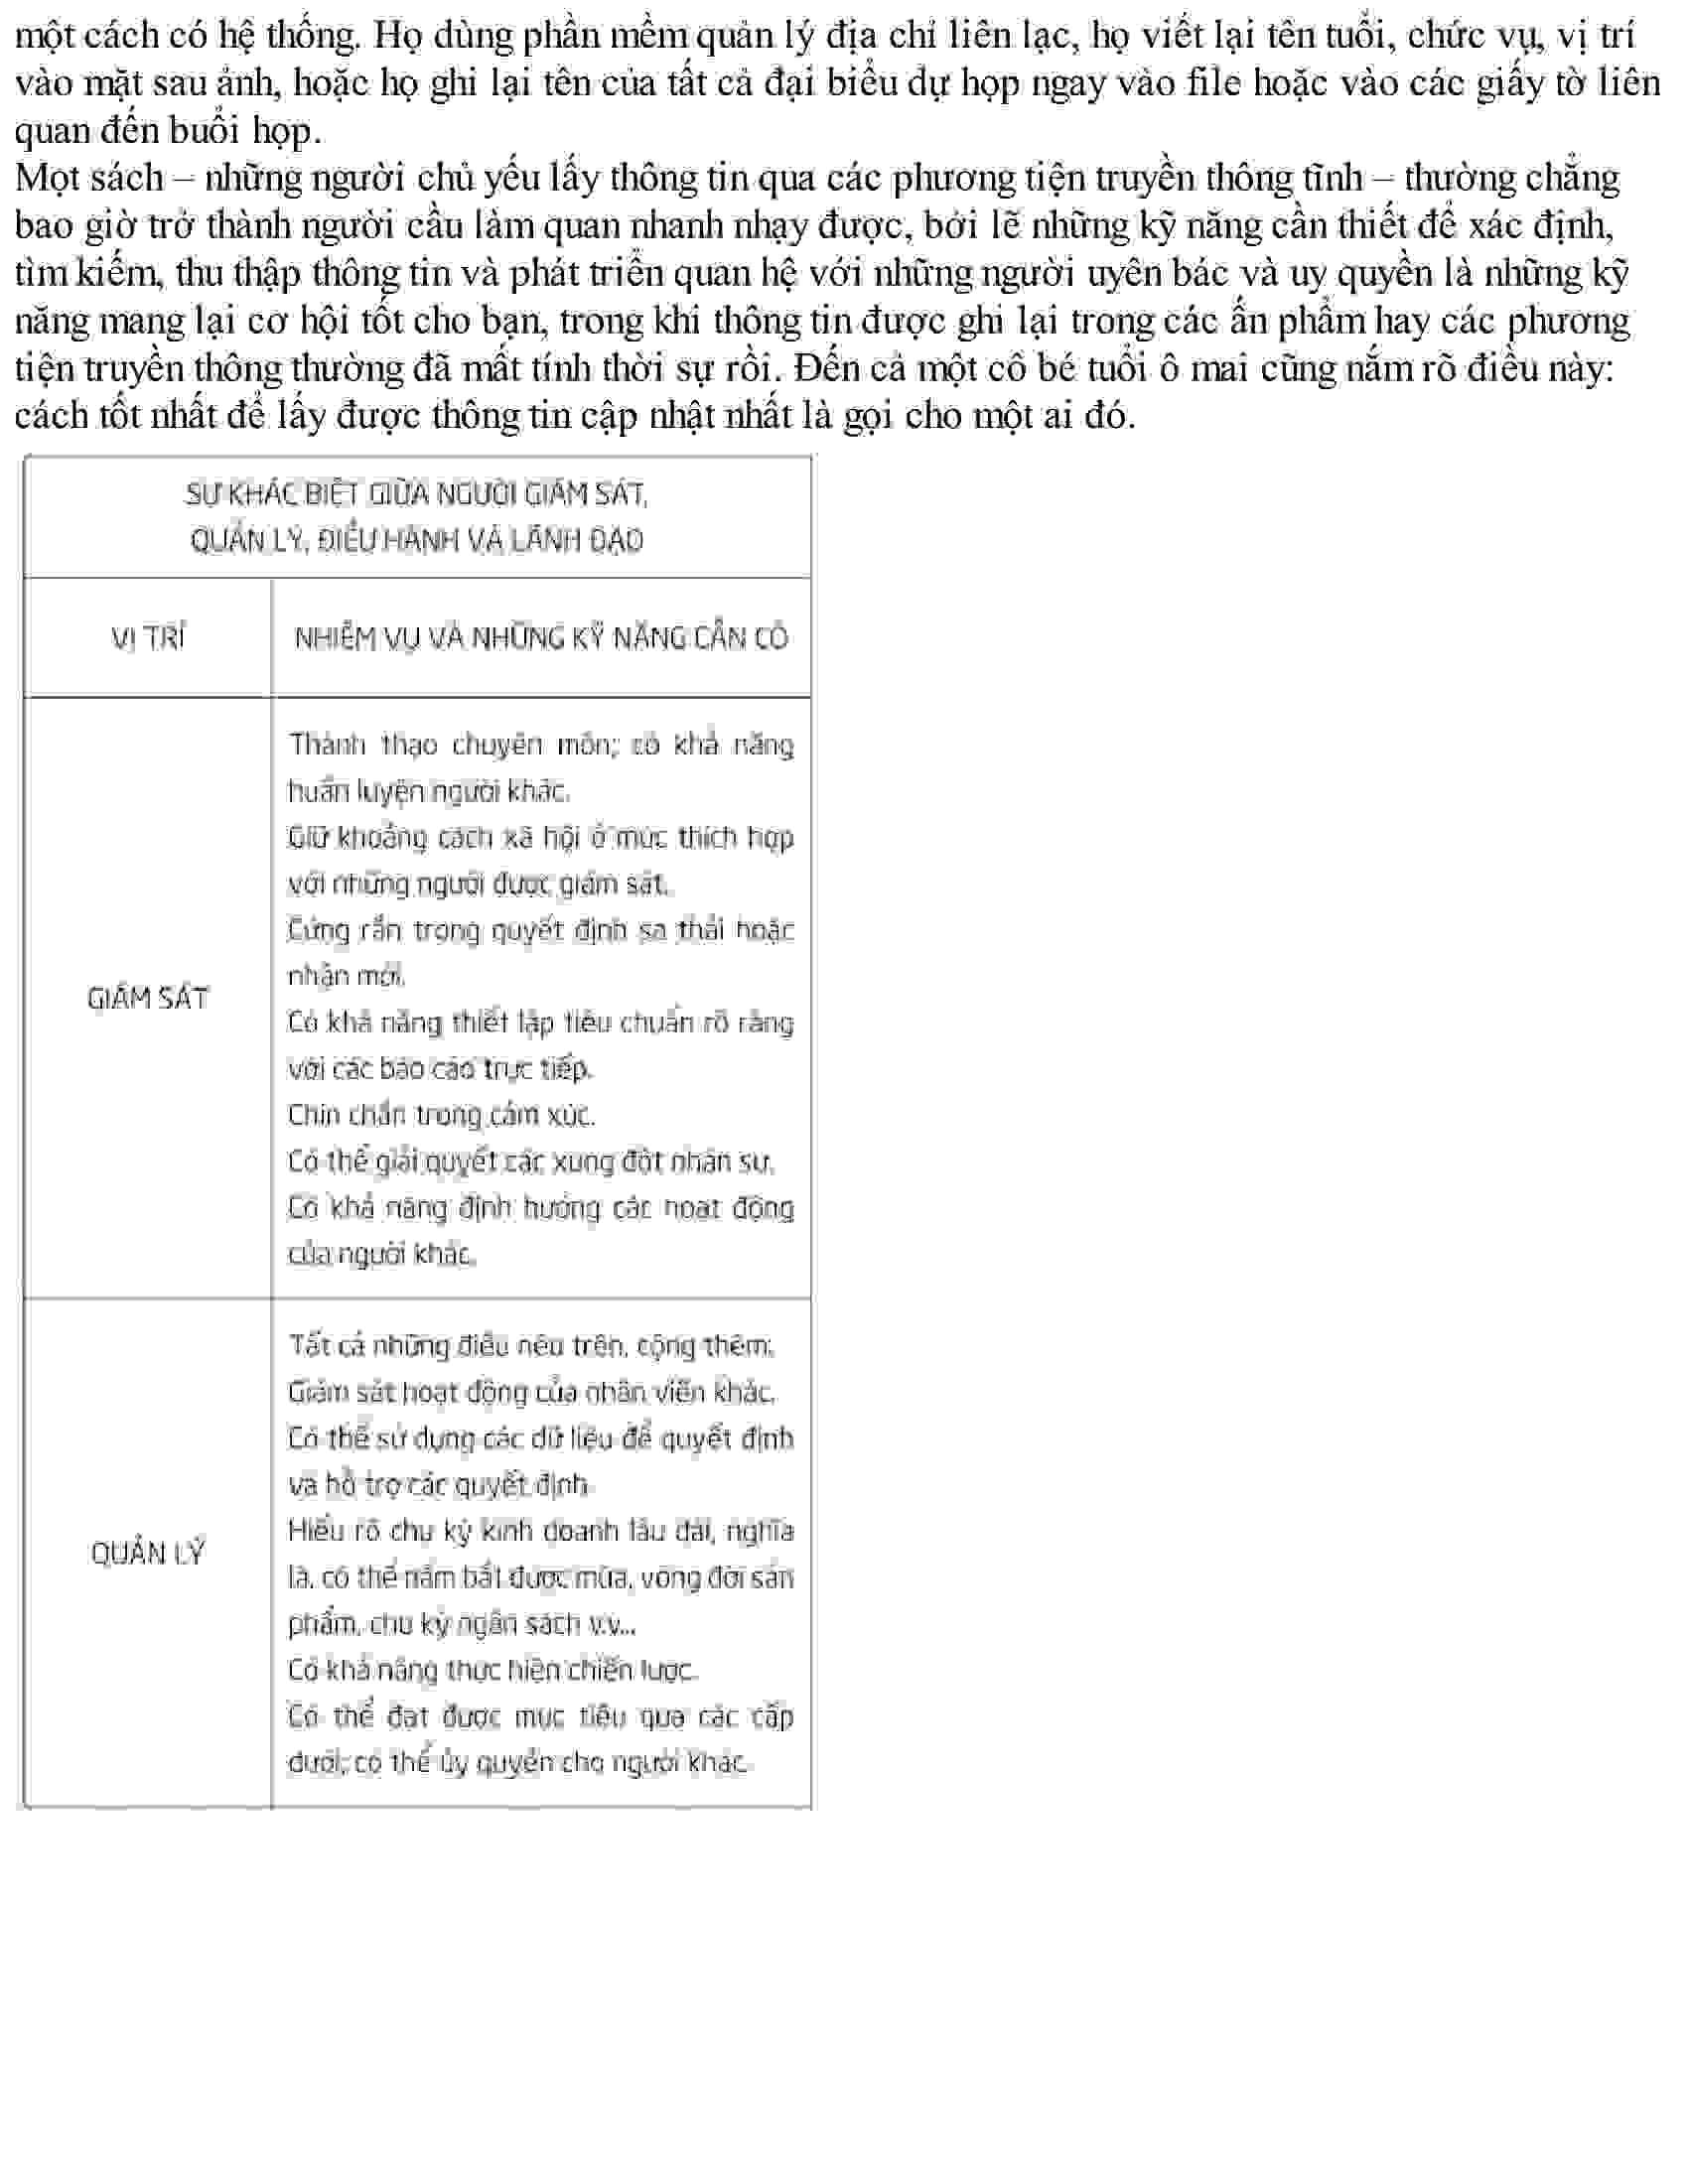 một cách có hệ thống. Họ dùng phần mềm quản lý địa chỉ liên lạc, họ viết lại tên tuổi, chức vụ, vị trí
vào mặt sau ảnh, hoặc họ ghi lại tên của tất cả đại biểu dự họp ngay vào file hoặc vào các giấy tờ liên
quan đến buổi họp.
Mọt sách – những người chủ yếu lấy thông tin qua các phương tiện truyền thông tĩnh – thường chẳng
bao giờ trở thành người cầu làm quan nhanh nhạy được, bởi lẽ những kỹ năng cần thiết để xác định,
tìm kiếm, thu thập thông tin và phát triển quan hệ với những người uyên bác và uy quyền là những kỹ
năng mang lại cơ hội tốt cho bạn, trong khi thông tin được ghi lại trong các ấn phẩm hay các phương
tiện truyền thông thường đã mất tính thời sự rồi. Đến cả một cô bé tuổi ô mai cũng nắm rõ điều này:
cách tốt nhất để lấy được thông tin cập nhật nhất là gọi cho một ai đó.
SỰ KHÁC BIỆT GIỮA NGƯỜI GIÁM SÁT,
QUẢN LÝ, ĐIỀU HÀNH VÀ LÃNH ĐẠO
VỊ TRÍ
NHIỆM VỤ VÀ NHỮNG KỸ NĂNG CẦN CÓ
GIÁM SÁT
Thành thạo chuyên môn; có khả năng
huấn luyện người khác.
Giữ khoảng cách xã hội ở mức thích hợp
với những người được giám sát.
Cứng rắn trong quyết định sa thải hoặc
nhận mới.
Có khả năng thiết lập tiêu chuẩn rõ ràng
với các báo cáo trực tiếp.
Chín chắn trong cảm xúc.
Có thể giải quyết các xung đột nhân sự.
Có khả năng định hướng các hoạt động
của người khác.
QUẢN LÝ
Tất cả những điều nêu trên, cộng thêm:
Giám sát hoạt động của nhân viên khác.
Có thể sử dụng các dữ liệu để quyết định
và hỗ trợ các quyết định
Hiểu rõ chu kỳ kinh doanh lâu dài, nghĩa
là, có thể nắm bắt được mùa, vòng đời sản
phẩm, chu kỳ ngân sách v.v...
Có khả năng thực hiện chiến lược.
Có thể đạt được mục tiêu qua các cấp
dưới; có thể ủy quyền cho người khác.